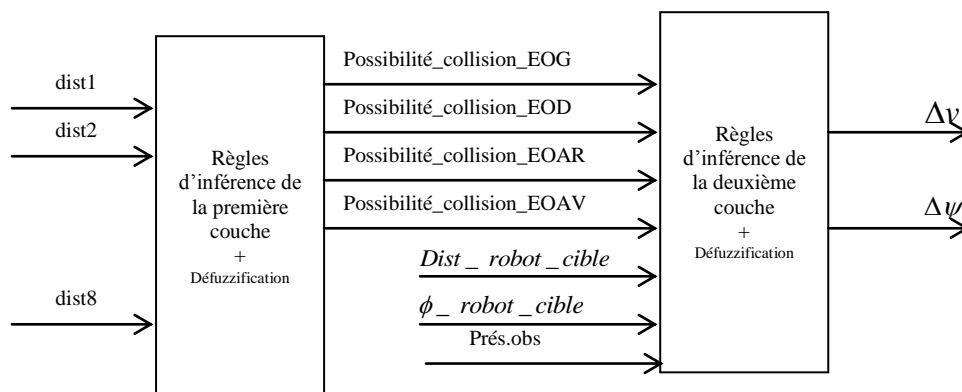 dist1
dist2
dist8
Règles
d'inférence de
la première
couche
+
Défuzzification
Possibilité_collision_EOG
Possibilité_collision_EOD
Possibilité_collision_EOAR
Possibilité_collision_EOAV
Dist _ robot _ cible
ϕ _ robot _ cible
Prés.obs
Règles
d'inférence de
la deuxième
couche
+
Défuzzification
Δv
Δψ